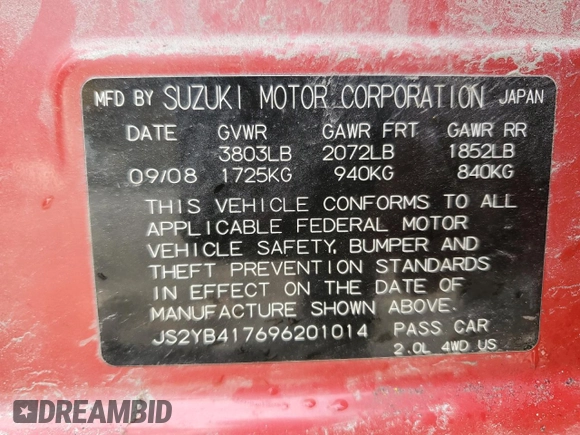 MFD BY SUZUKI MOTOR CORPORATION JAPAN
DATE GVWR GAWR FRT GAWR RR
3803LB 2072LB 1852LB
09/08 1725KG 940KG 840KG
THIS VEHICLE CONFORMS TO ALL
APPLICABLE FEDERAL MOTOR
VEHICLE SAFETY, BUMPER AND
THEFT PREVENTION STANDARDS
IN EFFECT ON THE DATE OF
MANUFACTURE SHOWN ABOVE.
JS2YB417696201014 PASS CAR
2.0L 4WD US
DREAMBID